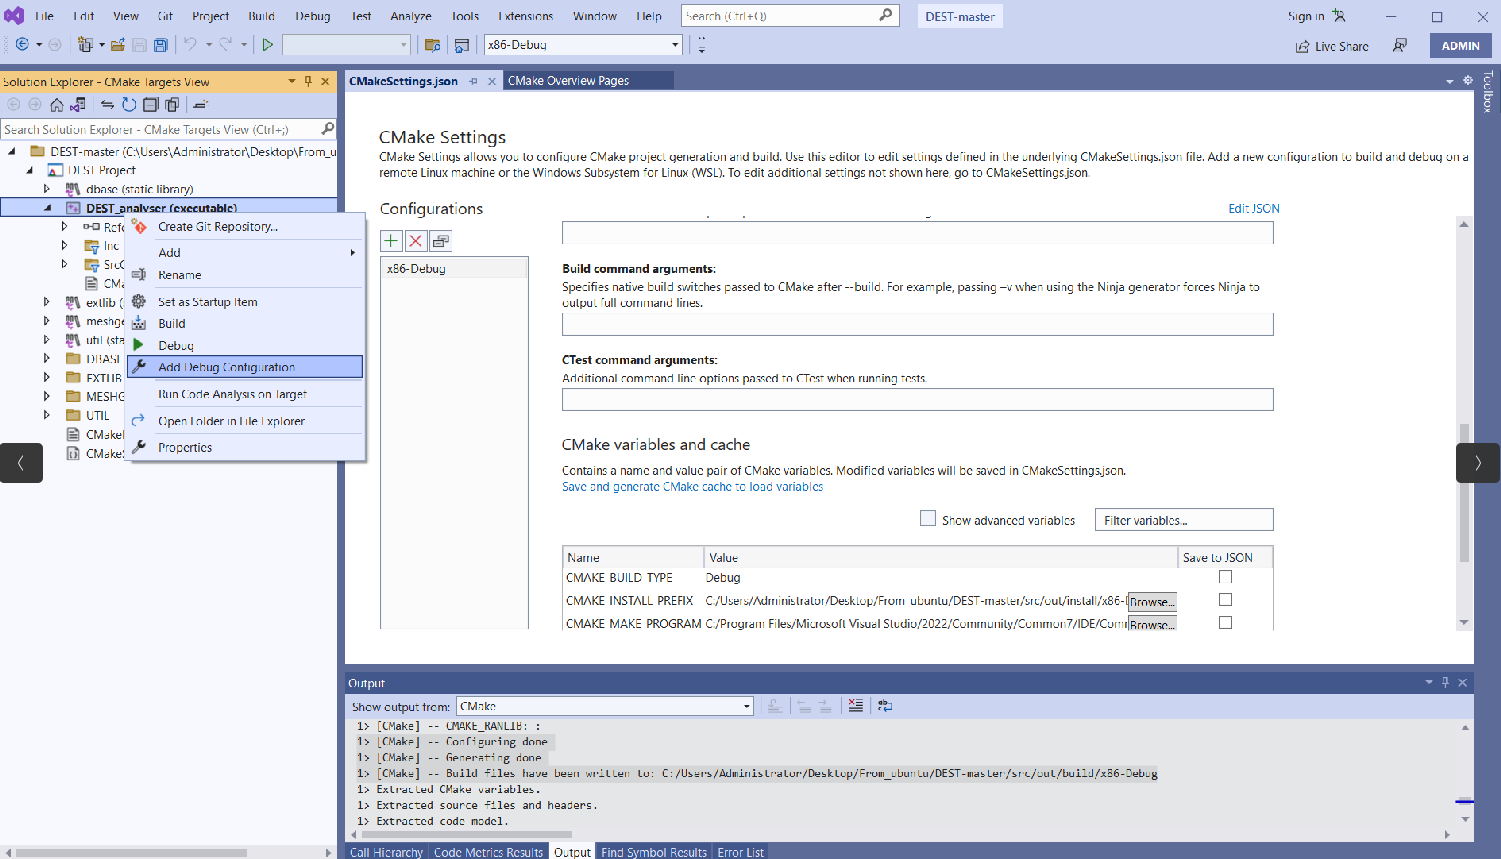 File Edit View Git Project Build Debug Test Analyze Tools Extensions Window Help Search (Ctrl+Q) DEST-master Sign in
x86-Debug Live Share ADMIN
Solution Explorer - CMake Targets View
CMakeSettings.json CMake Overview Pages
Toolbox
Search Solution Explorer - CMake Targets View (Ctrl+;)
DEST-master (C:\Users\Administrator\Desktop\From_u
DEST Project
dbase (static library)
DEST_analyser (executable)
Refe
Inc
SrcC
CMa
extlib (s
meshge
util (sta
DBASE
EXTLIB
MESHG
UTIL
CMakeL
CMakeS
Create Git Repository...
Add
Rename
Set as Startup Item
Build
Debug
Add Debug Configuration
Run Code Analysis on Target
Open Folder in File Explorer
Properties
CMake Settings
CMake Settings allows you to configure CMake project generation and build. Use this editor to edit settings defined in the underlying CMakeSettings.json file. Add a new configuration to build and debug on a
remote Linux machine or the Windows Subsystem for Linux (WSL). To edit additional settings not shown here, go to CMakeSettings.json.
Configurations
Edit JSON
x86-Debug
Build command arguments:
Specifies native build switches passed to CMake after --build. For example, passing –v when using the Ninja generator forces Ninja to
output full command lines.
CTest command arguments:
Additional command line options passed to CTest when running tests.
CMake variables and cache
Contains a name and value pair of CMake variables. Modified variables will be saved in CMakeSettings.json.
Save and generate CMake cache to load variables
Show advanced variables Filter variables...
Name Value Save to JSON
CMAKE_BUILD_TYPE Debug
CMAKE_INSTALL_PREFIX C:/Users/Administrator/Desktop/From_ubuntu/DEST-master/src/out/install/x86-D Browse...
CMAKE_MAKE_PROGRAM C:/Program Files/Microsoft Visual Studio/2022/Community/Common7/IDE/Comm Browse...
Output
Show output from: CMake
1> [CMake] -- CMAKE_RANLIB: :
1> [CMake] -- Configuring done
1> [CMake] -- Generating done
1> [CMake] -- Build files have been written to: C:/Users/Administrator/Desktop/From_ubuntu/DEST-master/src/out/build/x86-Debug
1> Extracted CMake variables.
1> Extracted source files and headers.
1> Extracted code model.
Call Hierarchy Code Metrics Results Output Find Symbol Results Error List